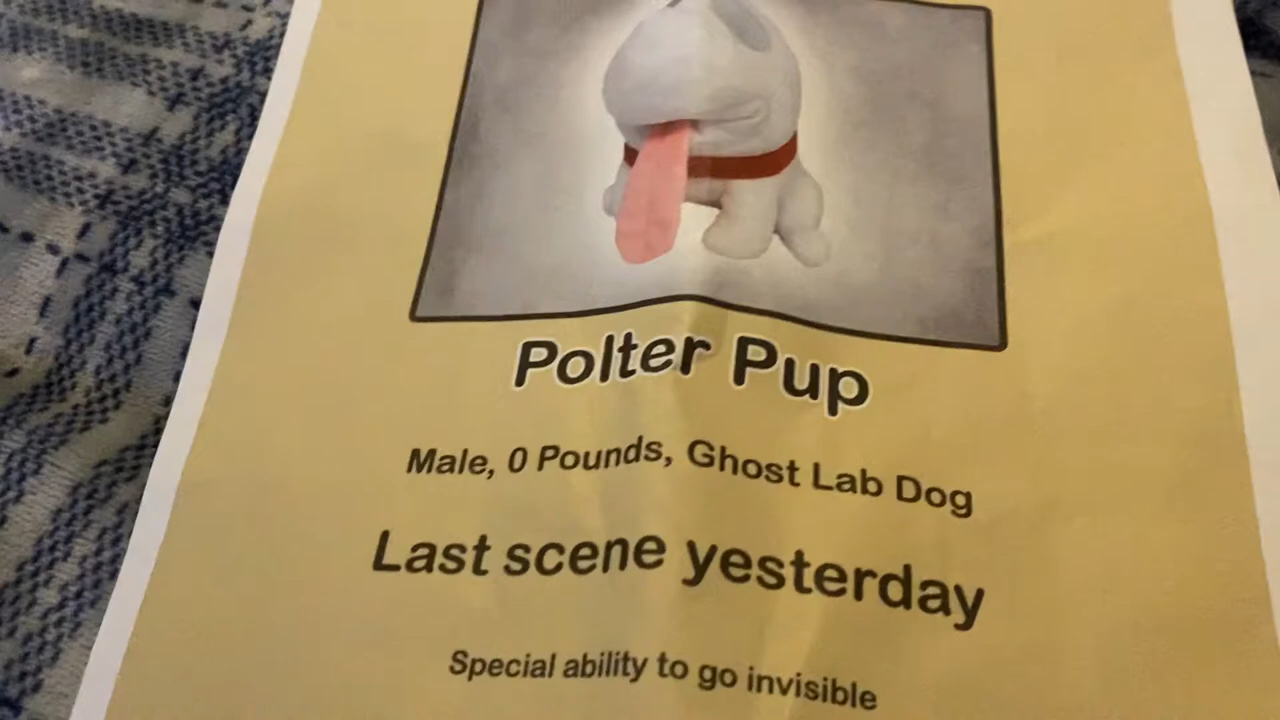 Polter Pup
Male, 0 Pounds, Ghost Lab Dog
Last scene yesterday
Special ability to go invisible